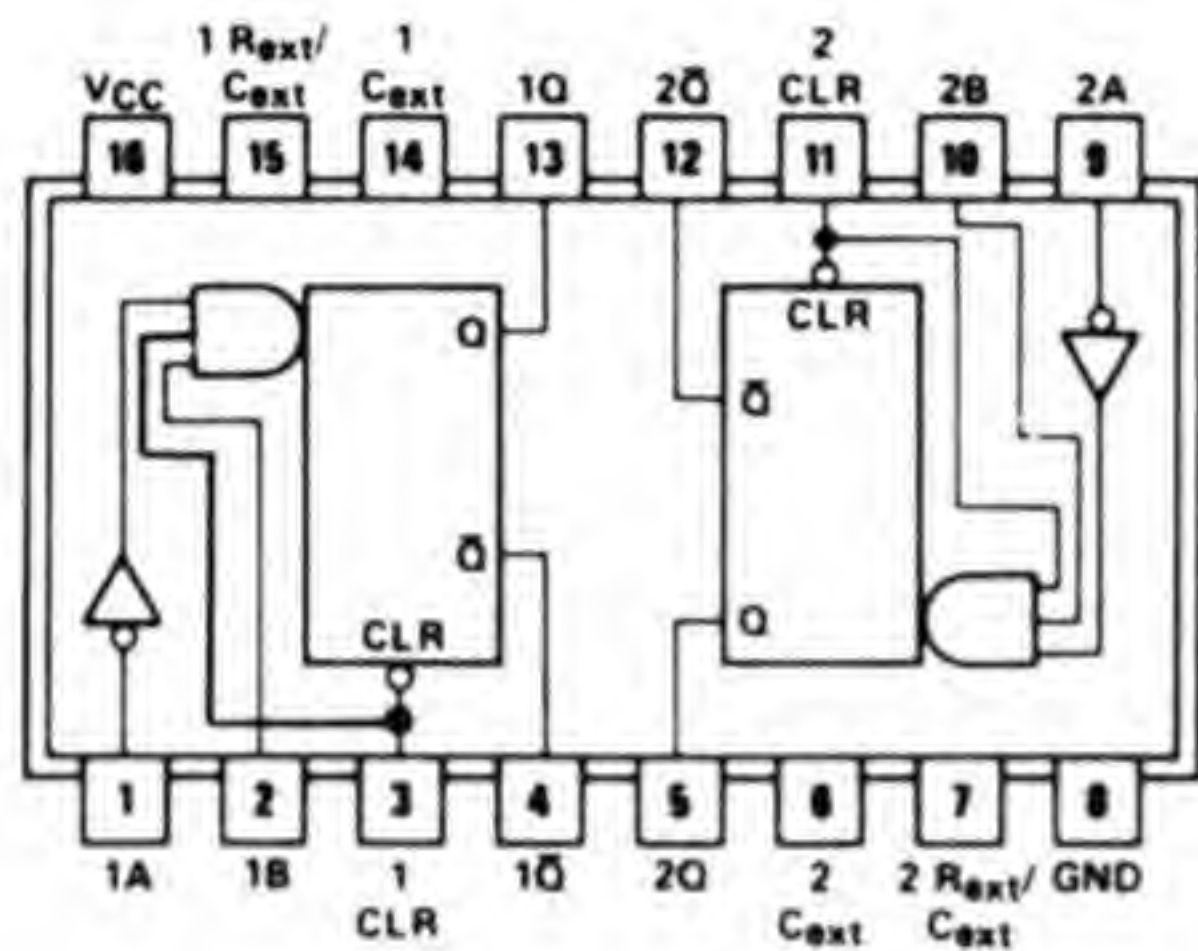 1 Rext/ 1 2
VCC Cext Cext 1Q 2Q̄ CLR 2B 2A
16 15 14 13 12 11 10 9
CLR
Q
Q̄
Q̄
Q
CLR
1 2 3 4 5 6 7 8
1A 1B 1 1Q̄ 2Q 2 2 Rext/ GND
CLR Cext Cext